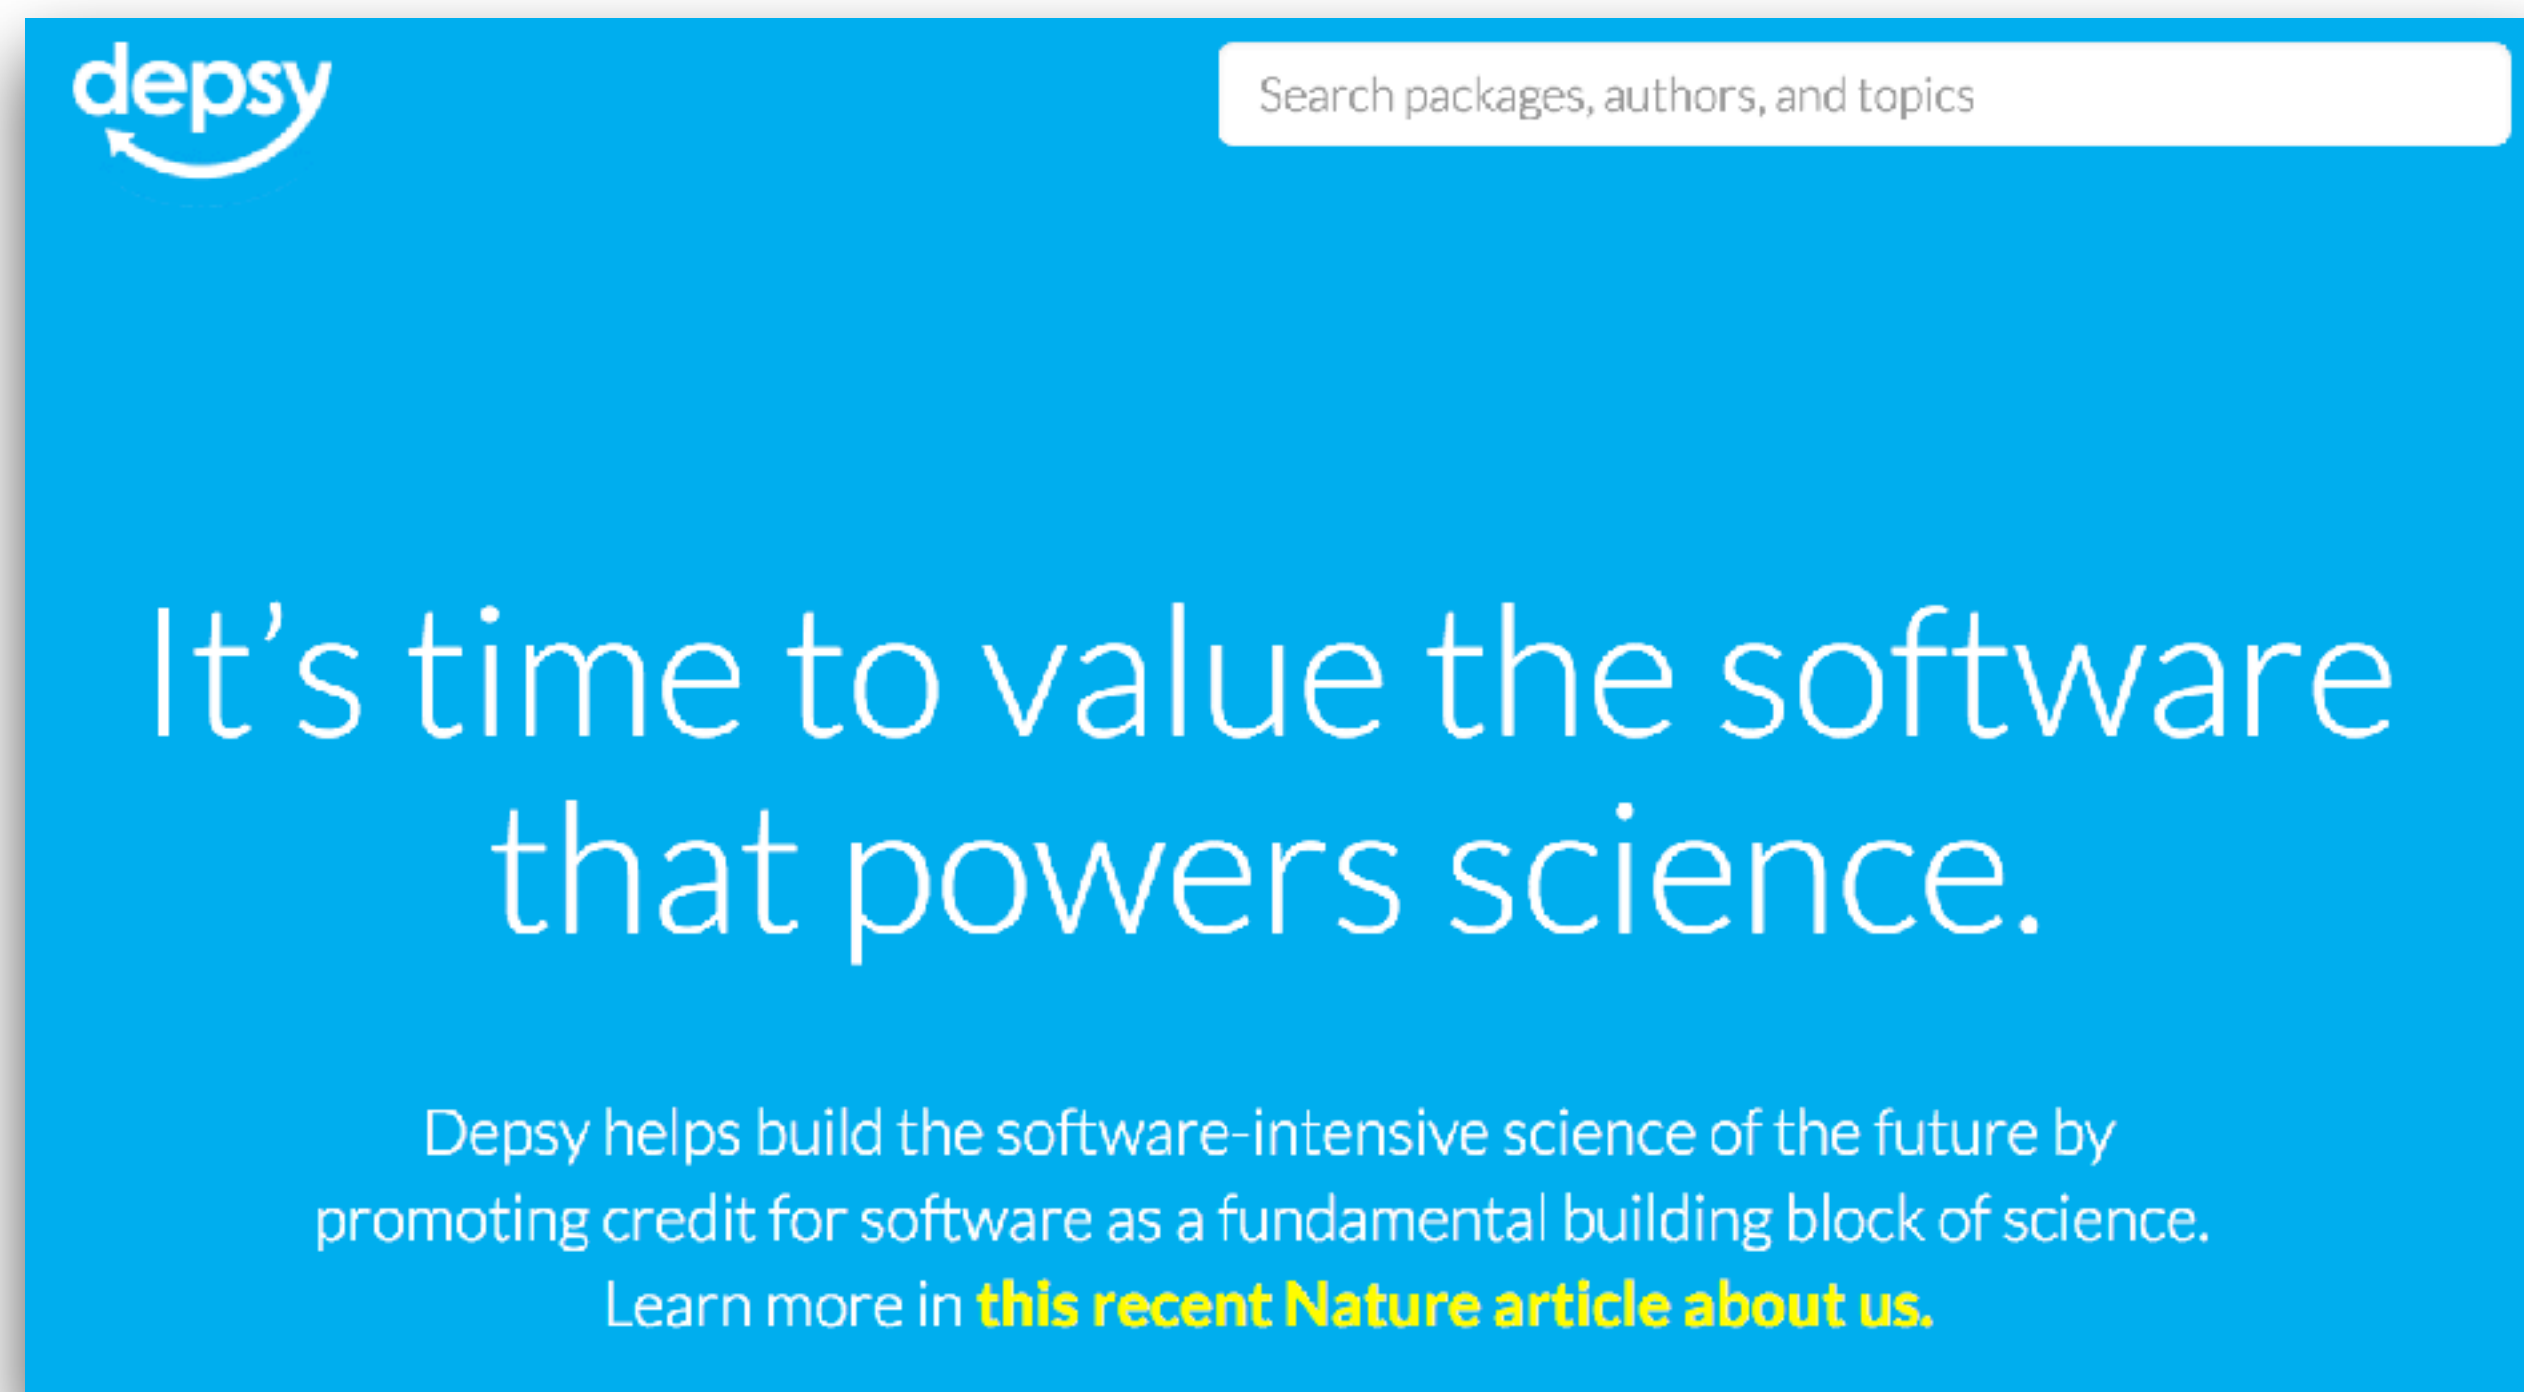 depsy
Search packages, authors, and topics
It’s time to value the software
that powers science.
Depsy helps build the software-intensive science of the future by
promoting credit for software as a fundamental building block of science.
Learn more in this recent Nature article about us.